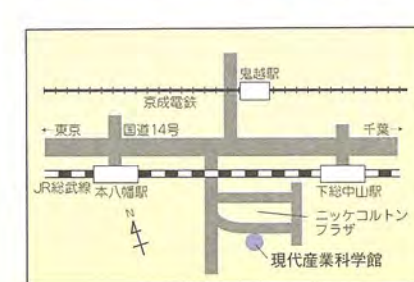 鬼越駅
京成電鉄
←東京
国道14号
千葉→
JR総武線
本八幡駅
下総中山駅
N
ニッケコルトン
プラザ
現代産業科学館